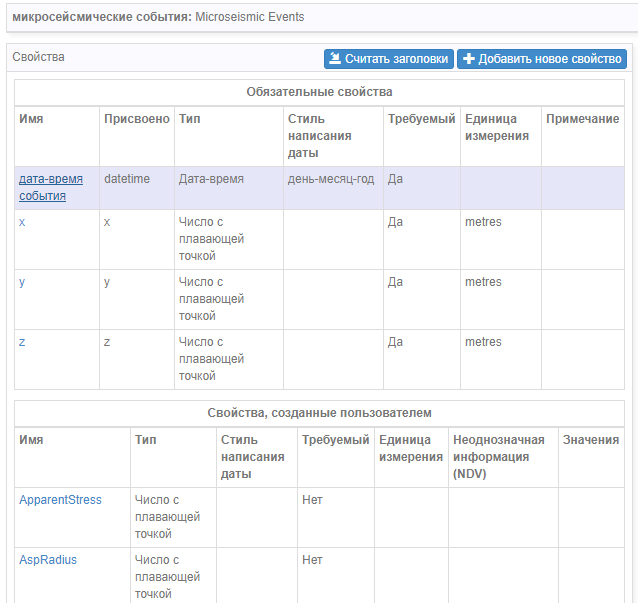 микросейсмические события: Microseismic Events
Свойства
Считать заголовки
Добавить новое свойство
Обязательные свойства
Имя Присвоено Тип Стиль написания даты Требуемый Единица измерения Примечание
дата-время события datetime Дата-время день-месяц-год Да
x x Число с плавающей точкой Да metres
y y Число с плавающей точкой Да metres
z z Число с плавающей точкой Да metres
Свойства, созданные пользователем
Имя Тип Стиль написания даты Требуемый Единица измерения Неоднозначная информация (NDV) Значения
ApparentStress Число с плавающей точкой Нет
AspRadius Число с плавающей точкой Нет